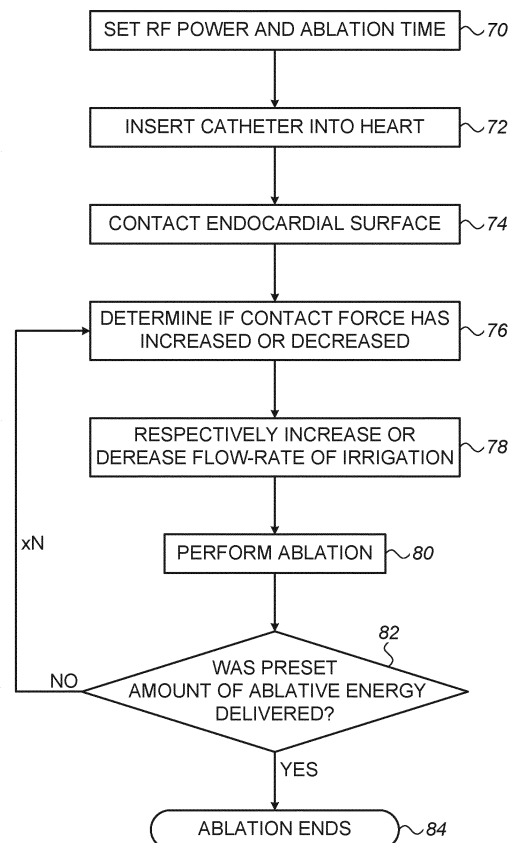 SET RF POWER AND ABLATION TIME
70
INSERT CATHETER INTO HEART
72
CONTACT ENDOCARDIAL SURFACE
74
DETERMINE IF CONTACT FORCE HAS
INCREASED OR DECREASED
76
RESPECTIVELY INCREASE OR
DEREASE FLOW-RATE OF IRRIGATION
78
xN
PERFORM ABLATION
80
82
WAS PRESET
AMOUNT OF ABLATIVE ENERGY
DELIVERED?
NO
YES
ABLATION ENDS
84